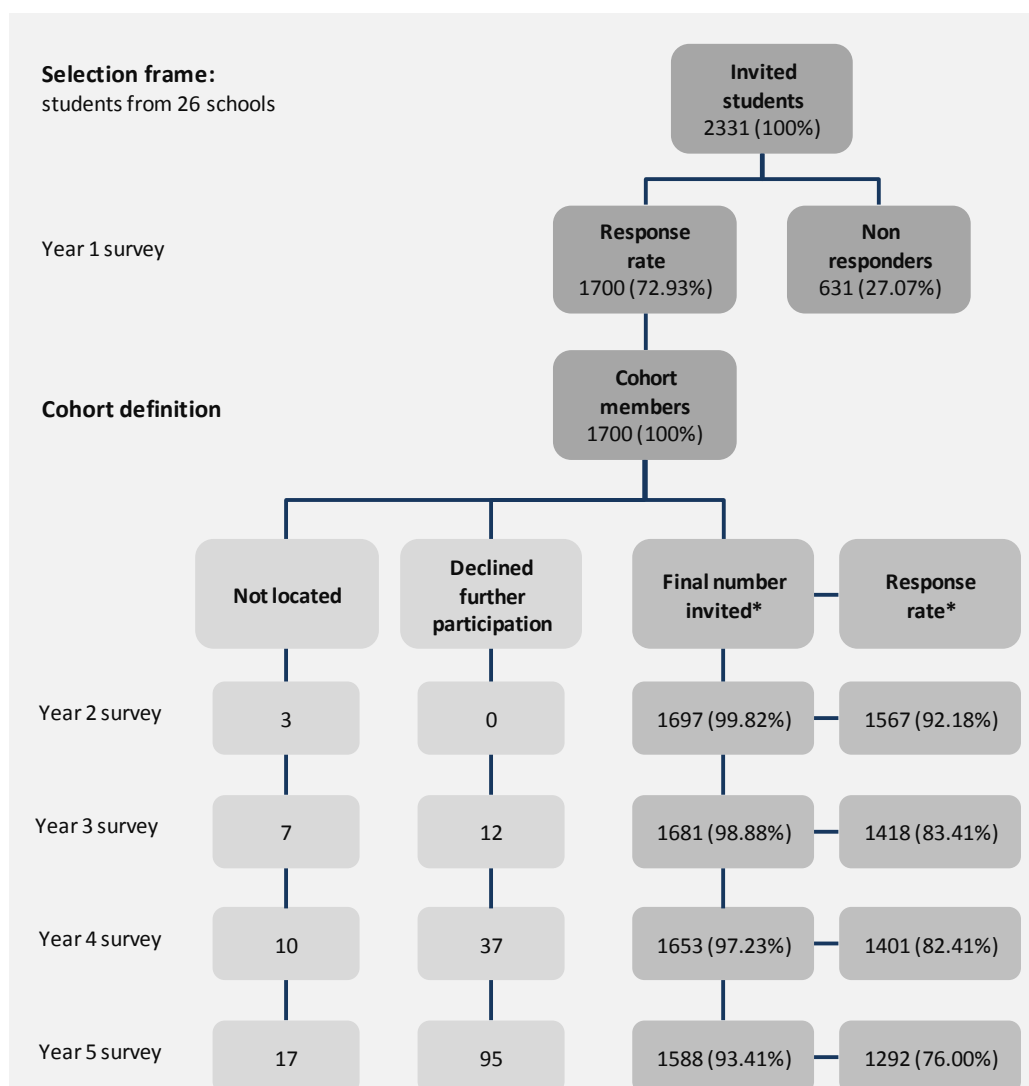 Selection frame:
students from 26 schools
Invited
students
2331 (100%)
Year 1 survey
Response
rate
1700 (72.93%)
Non
responders
631 (27.07%)
Cohort definition
Cohort
members
1700 (100%)
Not located
Declined
further
participation
Final number
invited*
Response
rate*
Year 2 survey
3
0
1697 (99.82%)
1567 (92.18%)
Year 3 survey
7
12
1681 (98.88%)
1418 (83.41%)
Year 4 survey
10
37
1653 (97.23%)
1401 (82.41%)
Year 5 survey
17
95
1588 (93.41%)
1292 (76.00%)